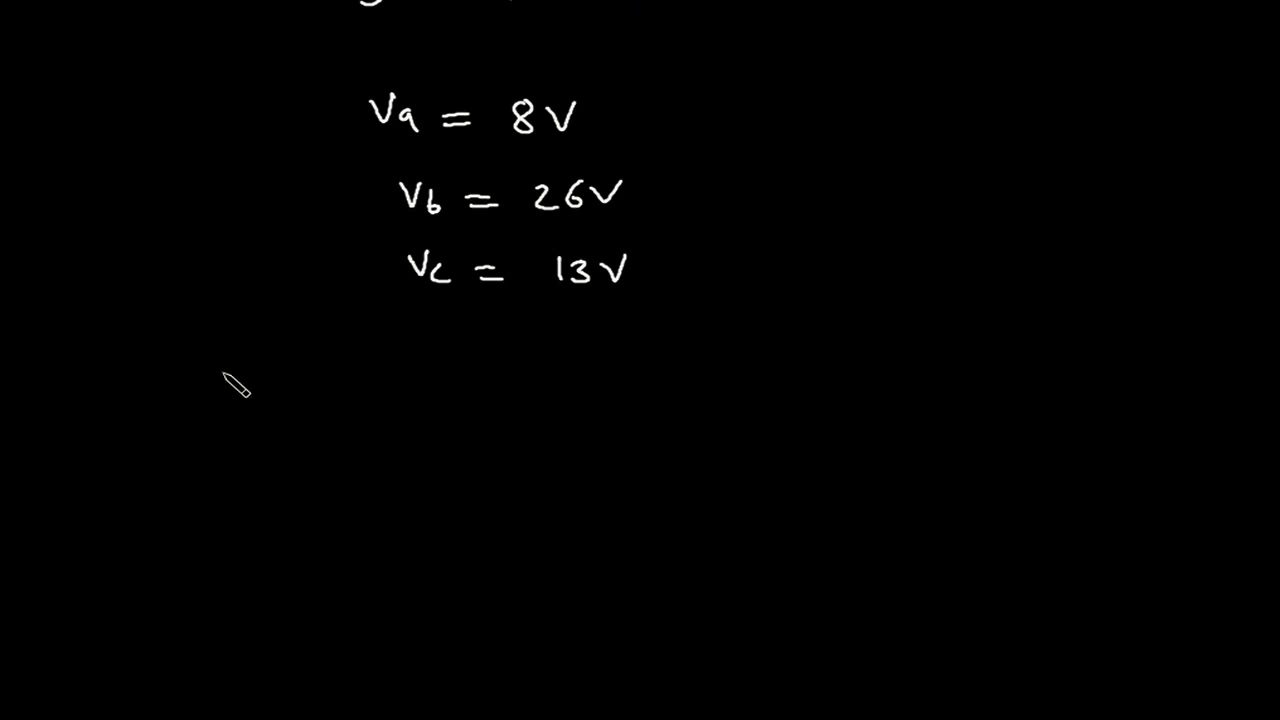 Va = 8V
Vb = 26V
Vc = 13V